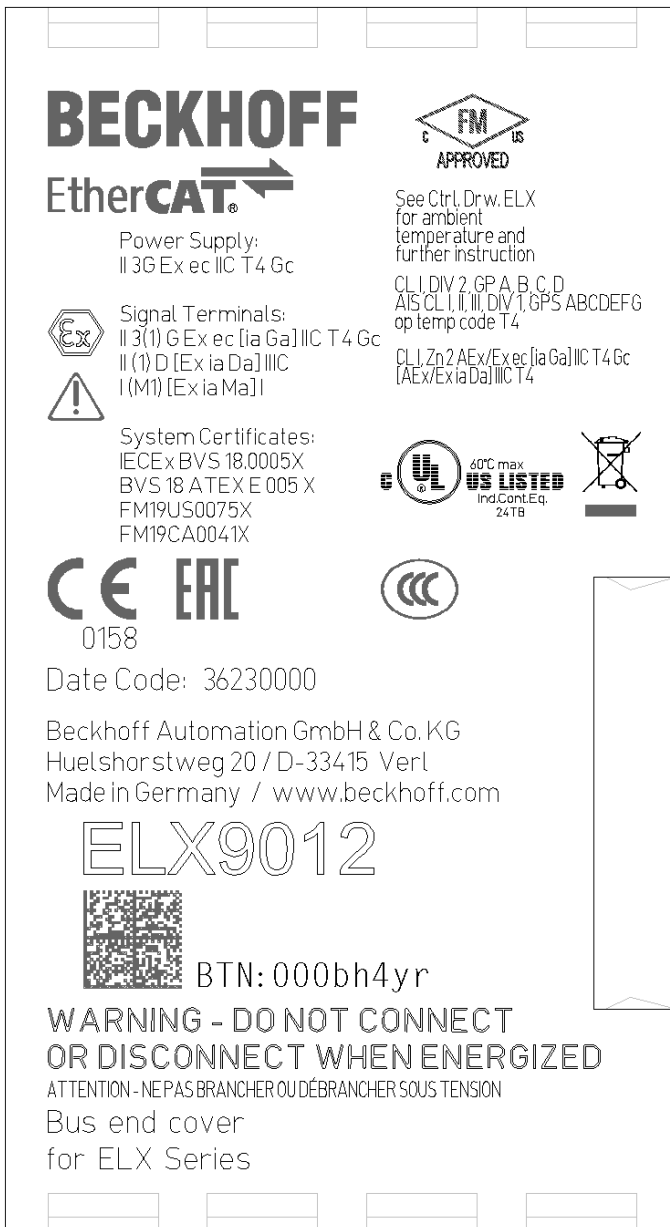 BECKHOFF
EtherCAT®
Power Supply:
II 3G Ex ec IIC T4 Gc
Ex
Signal Terminals:
II 3(1) G Ex ec [ia Ga] IIC T4 Gc
II (1) D [Ex ia Da] IIIC
I (M1) [Ex ia Ma] I
System Certificates:
IECEx BVS 18.0005X
BVS 18 ATEX E 005 X
FM19US0075X
FM19CA0041X
C FM US
APPROVED
See Ctrl. Drw. ELX
for ambient
temperature and
further instruction
CL I, DIV 2, GP A, B, C, D
AIS CL I, II, III, DIV 1, GPS ABCDEFG
op temp code T4
CL I, Zn 2 AEx/Ex ec [ia Ga] IIC T4 Gc
[AEx/Ex ia Da] IIIC T4
C UL ® 60°C max
US LISTED
Ind.Cont.Eq.
24TB
CE EAC CCC
0158
Date Code: 36230000
Beckhoff Automation GmbH & Co. KG
Huelshorstweg 20 / D-33415 Verl
Made in Germany / www.beckhoff.com
ELX9012
BTN: 000bh4yr
WARNING - DO NOT CONNECT
OR DISCONNECT WHEN ENERGIZED
ATTENTION - NE PAS BRANCHER OU DÉBRANCHER SOUS TENSION
Bus end cover
for ELX Series